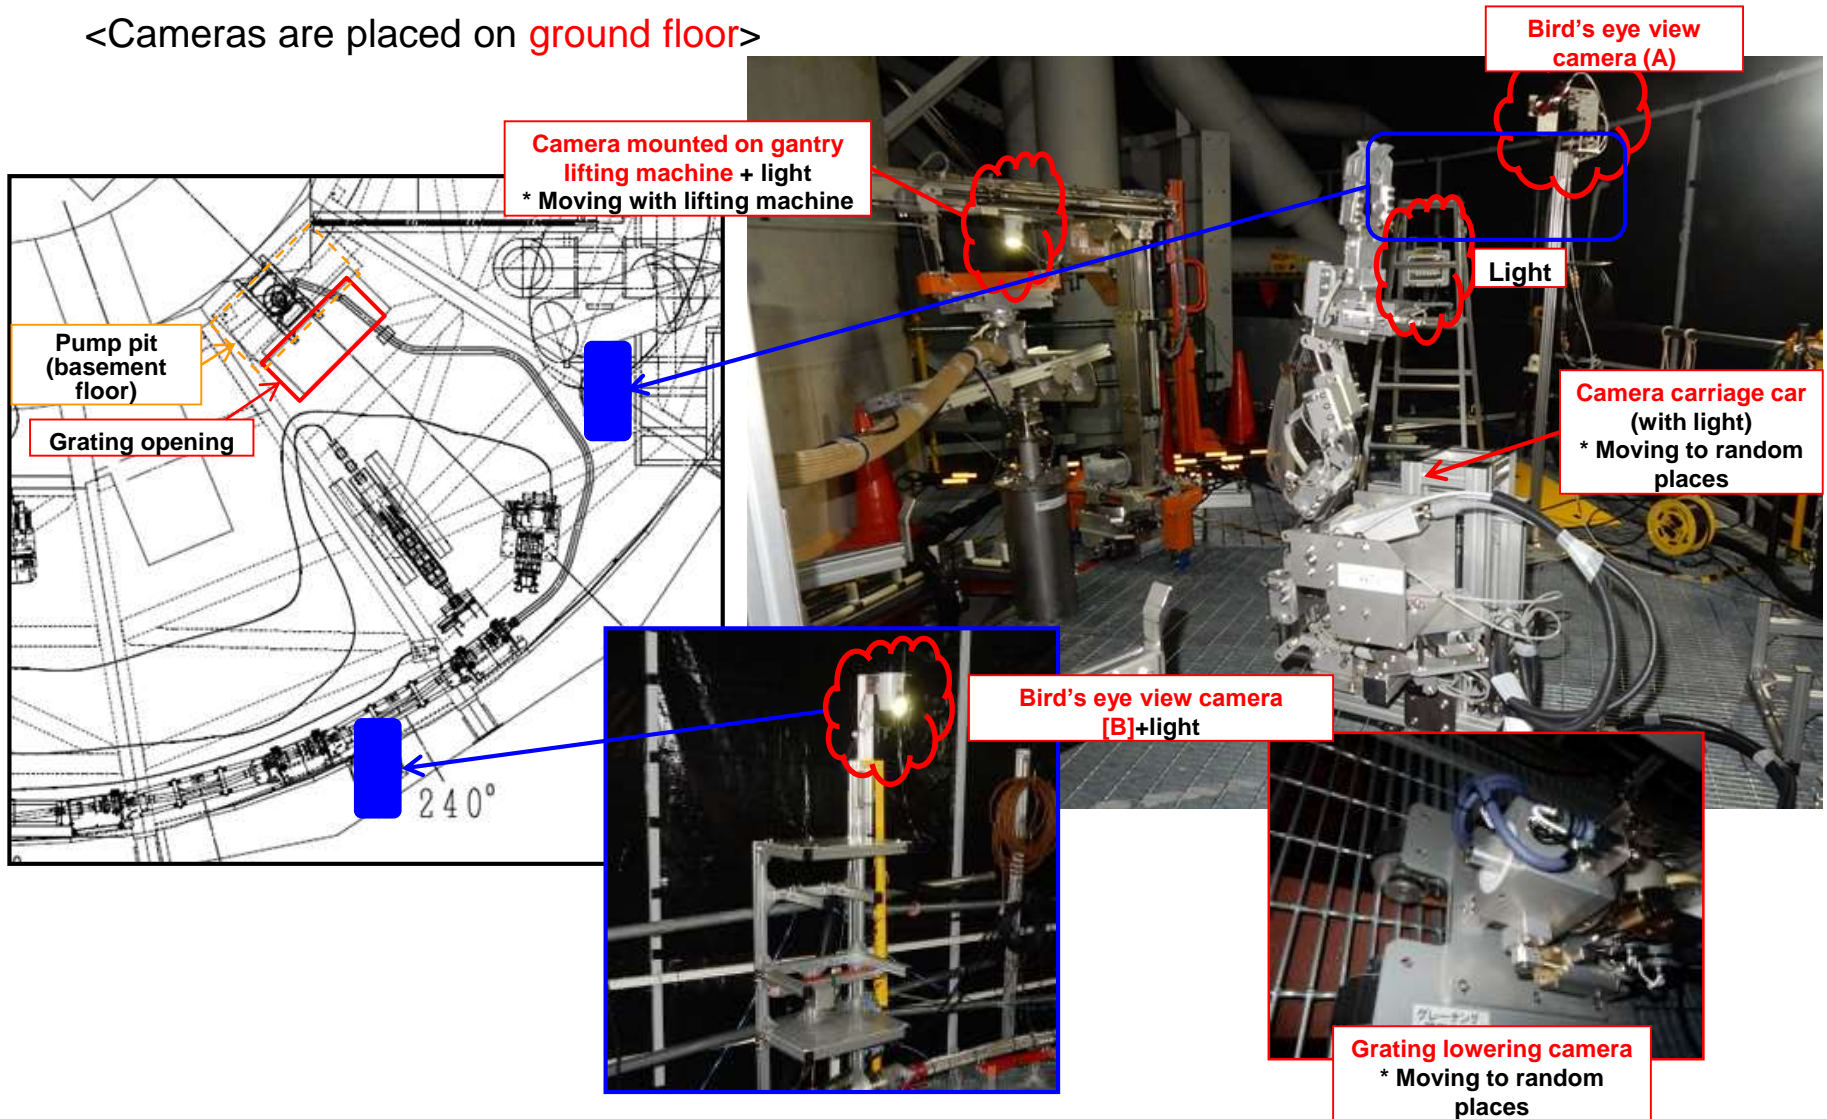 <Cameras are placed on ground floor>
Bird's eye view
camera (A)
Camera mounted on gantry
lifting machine + light
* Moving with lifting machine
Light
Pump pit
(basement
floor)
Grating opening
Camera carriage car
(with light)
* Moving to random
places
Bird's eye view camera
[B]+light
240°
グレーチング
Grating lowering camera
* Moving to random
places